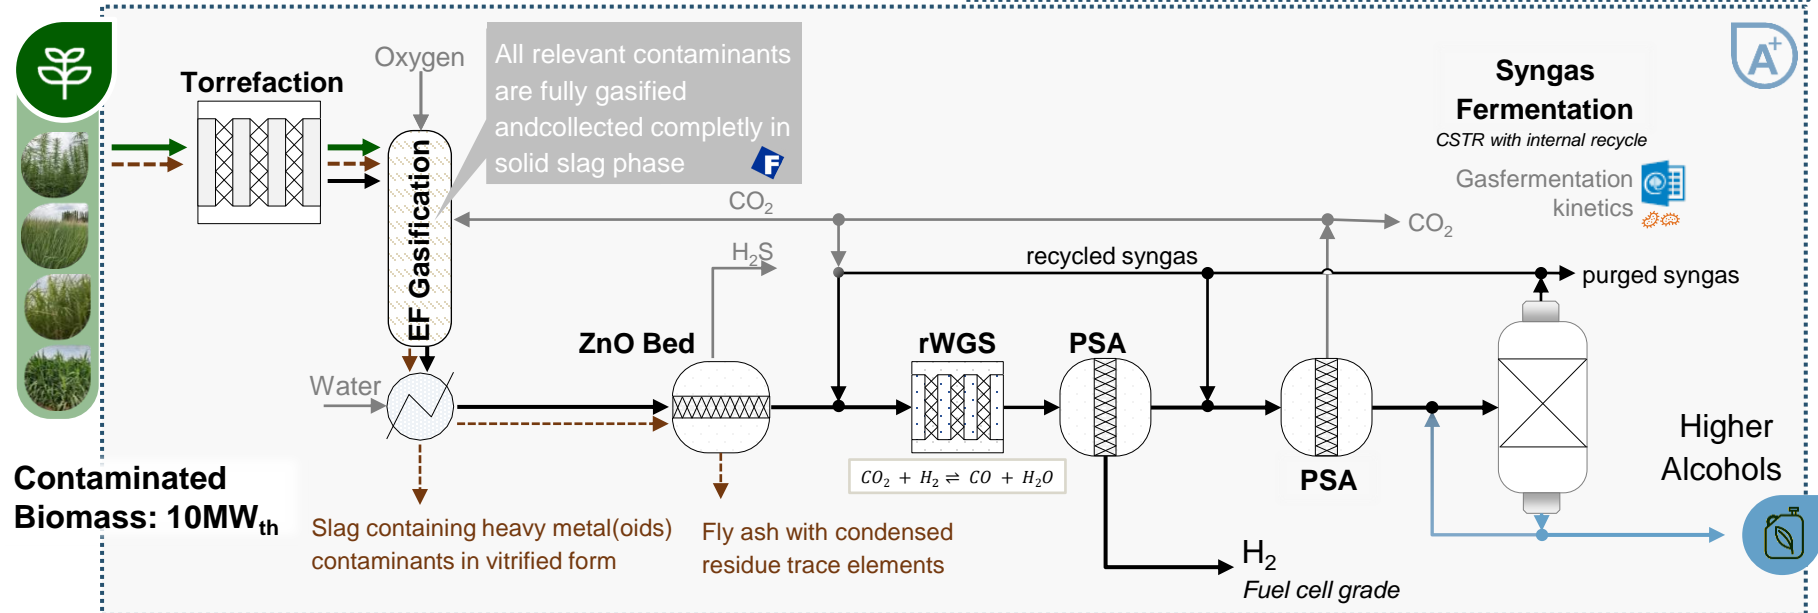 Oxygen
All relevant contaminants
are fully gasified
andcollected completly in
solid slag phase
F
Torrefaction
EF Gasification
Syngas
Fermentation
CSTR with internal recycle
Gasfermentation
kinetics
A+
CO2
CO2
H2S
recycled syngas
purged syngas
ZnO Bed
rWGS
PSA
Water
CO2 + H2 ⇌ CO + H2O
PSA
Higher
Alcohols
Contaminated
Biomass: 10MWth
Slag containing heavy metal(oids)
contaminants in vitrified form
Fly ash with condensed
residue trace elements
H2
Fuel cell grade